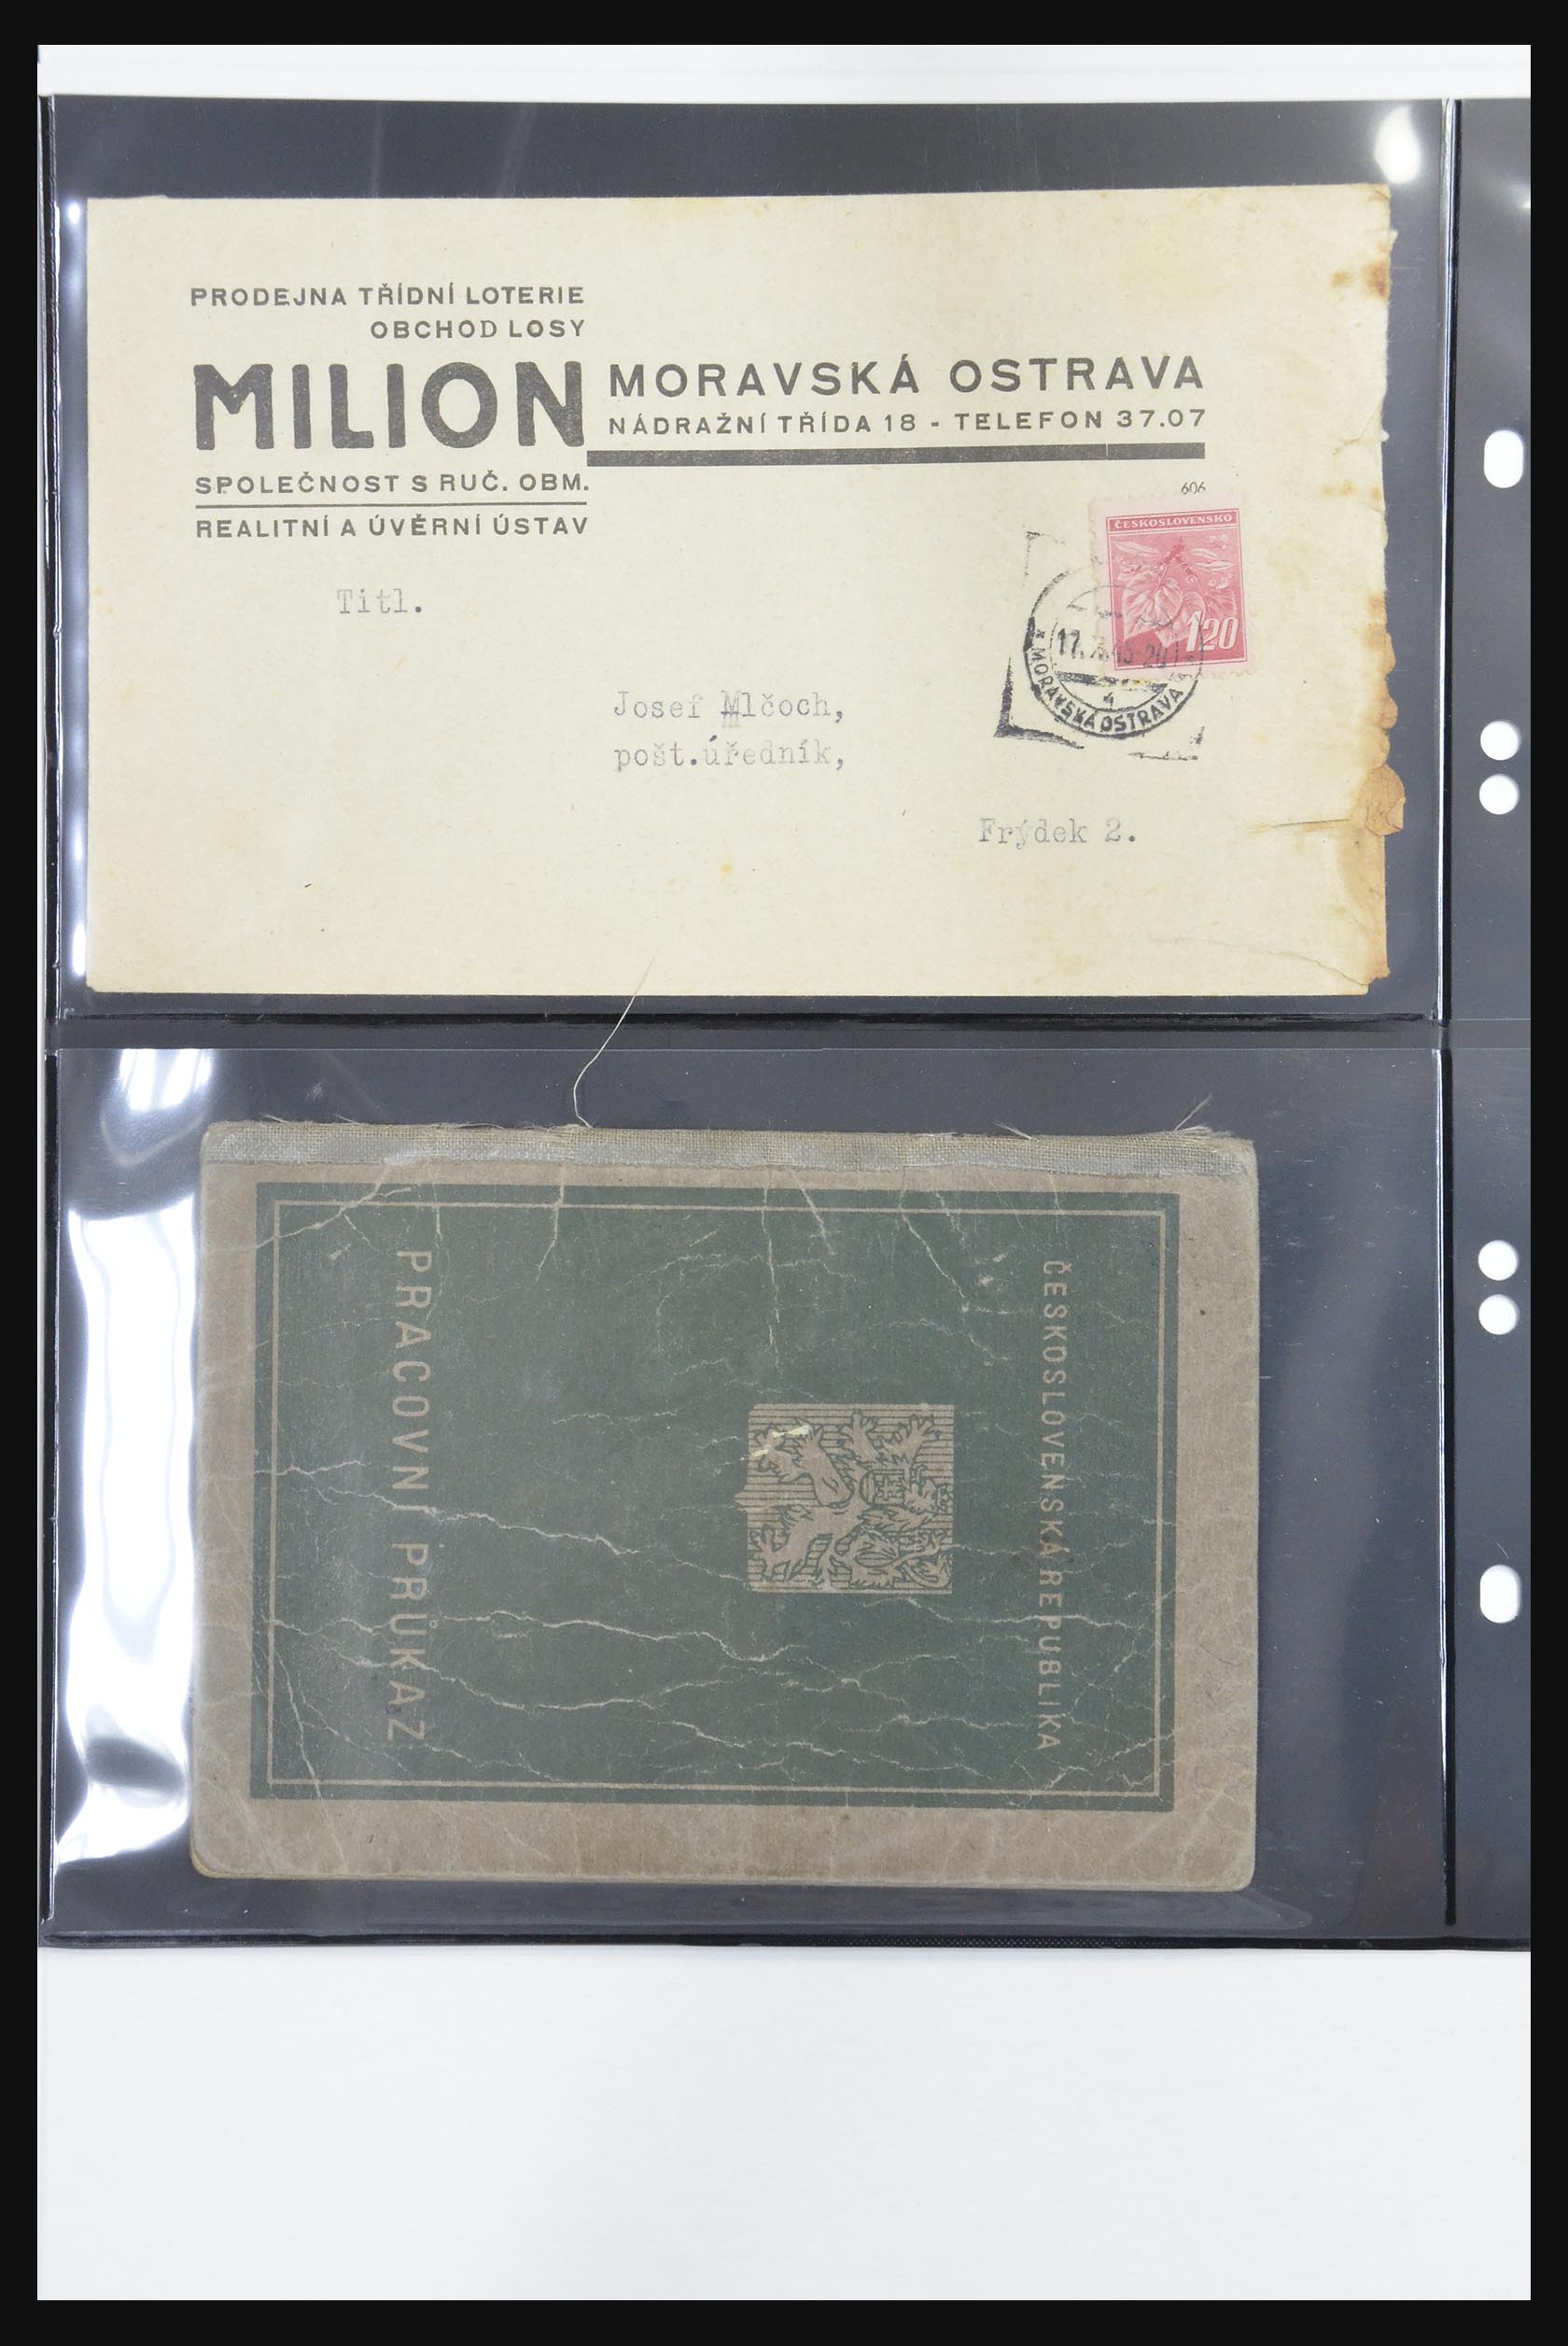 PRODEJNA TŘÍDNÍ LOTERIE
OBCHOD LOSY
MILION
MORAVSKÁ OSTRAVA
NÁDRAŽNÍ TŘÍDA 18 - TELEFON 37.07
SPOLEČNOST S RUČ. OBM.
REALITNÍ A ÚVĚRNÍ ÚSTAV
606
ČESKOSLOVENSKO
1.20
MORAVSKÁ OSTRAVA
4
Titl.
Josef Mlčoch,
pošt.úředník,
Frýdek 2.
ČESKOSLOVENSKÁ REPUBLIKA
PRACOVNÍ PRŮKAZ